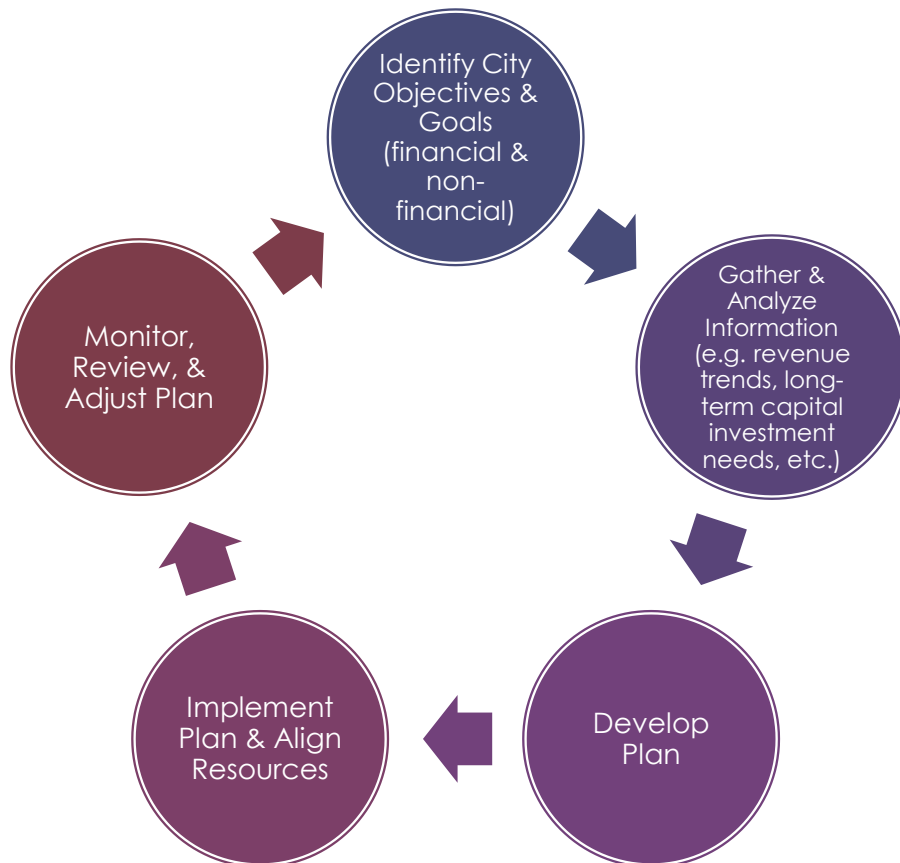 Identify City
Objectives &
Goals
(financial &
non-
financial)
Gather &
Analyze
Information
(e.g. revenue
trends, long-
term capital
investment
needs, etc.)
Develop
Plan
Implement
Plan & Align
Resources
Monitor,
Review, &
Adjust Plan